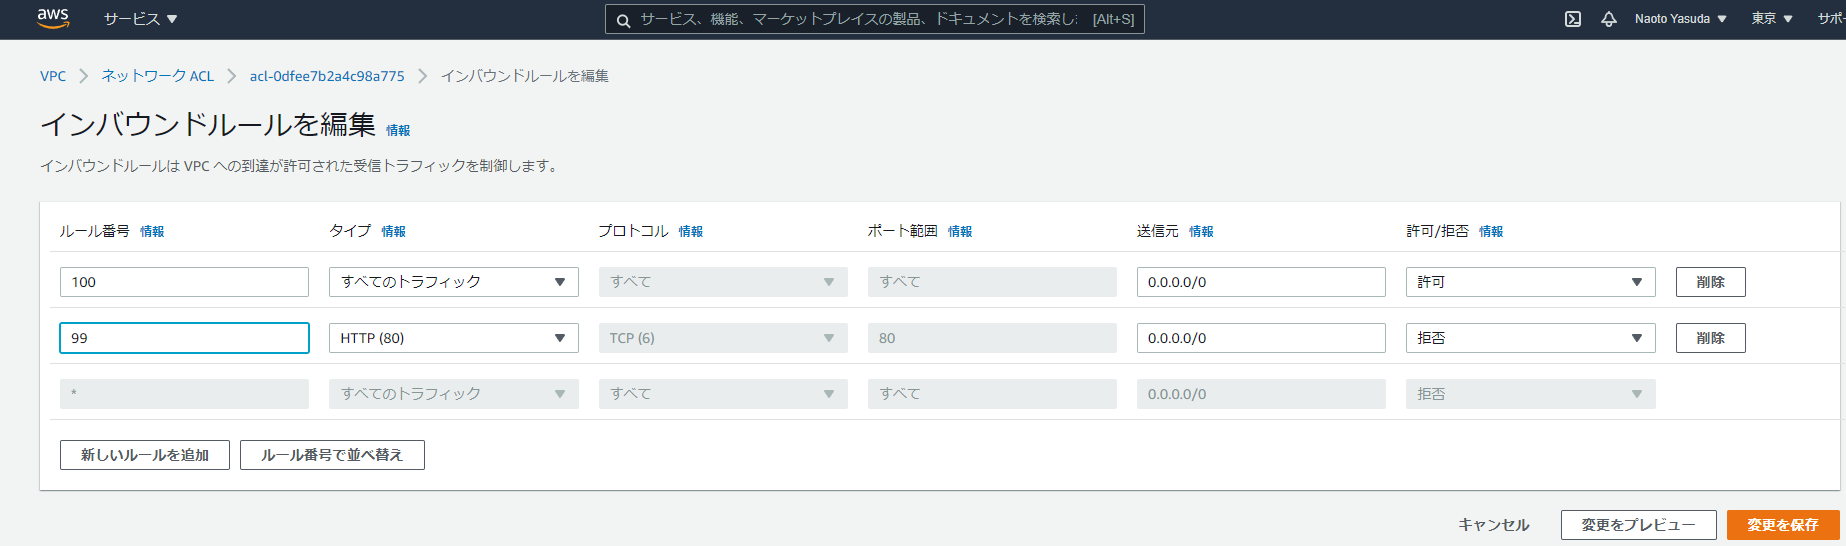 aws サービス サービス、機能、マーケットプレイスの製品、ドキュメントを検索しま [Alt+S] Naoto Yasuda 東京 サポー
VPC ネットワーク ACL acl-0dfee7b2a4c98a775 インバウンドルールを編集
インバウンドルールを編集 情報
インバウンドルールは VPC への到達が許可された受信トラフィックを制御します。
ルール番号 情報 タイプ 情報 プロトコル 情報 ポート範囲 情報 送信元 情報 許可/拒否 情報
100 すべてのトラフィック すべて すべて 0.0.0.0/0 許可 削除
99 HTTP (80) TCP (6) 80 0.0.0.0/0 拒否 削除
* すべてのトラフィック すべて すべて 0.0.0.0/0 拒否
新しいルールを追加 ルール番号で並べ替え
キャンセル 変更をプレビュー 変更を保存